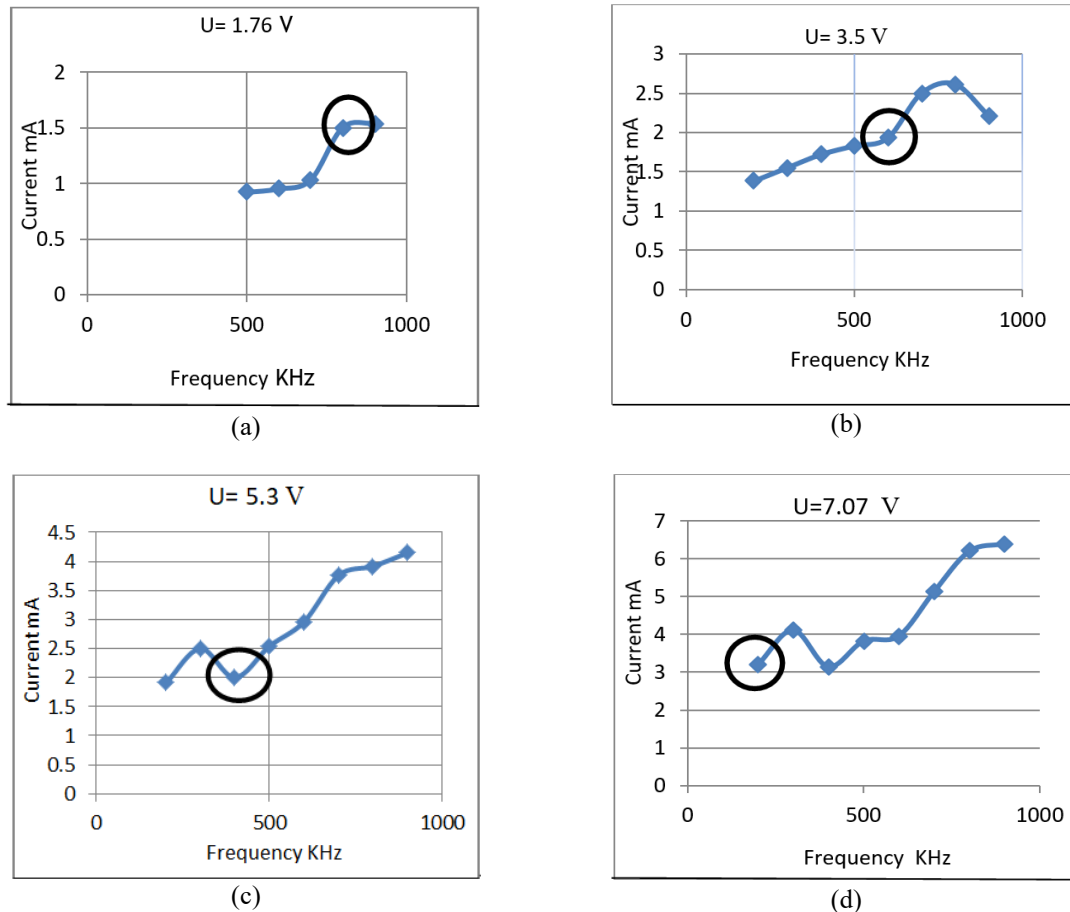 U= 1.76 V
Current mA
2
1.5
1
0.5
0
0 500 1000
Frequency KHz
(a)
U= 3.5 V
Current mA
3
2.5
2
1.5
1
0.5
0
0 500 1000
Frequency KHz
(b)
U= 5.3 V
Current mA
4.5
4
3.5
3
2.5
2
1.5
1
0.5
0
0 500 1000
Frequency KHz
(c)
U=7.07 V
Current mA
7
6
5
4
3
2
1
0
0 500 1000
Frequency KHz
(d)